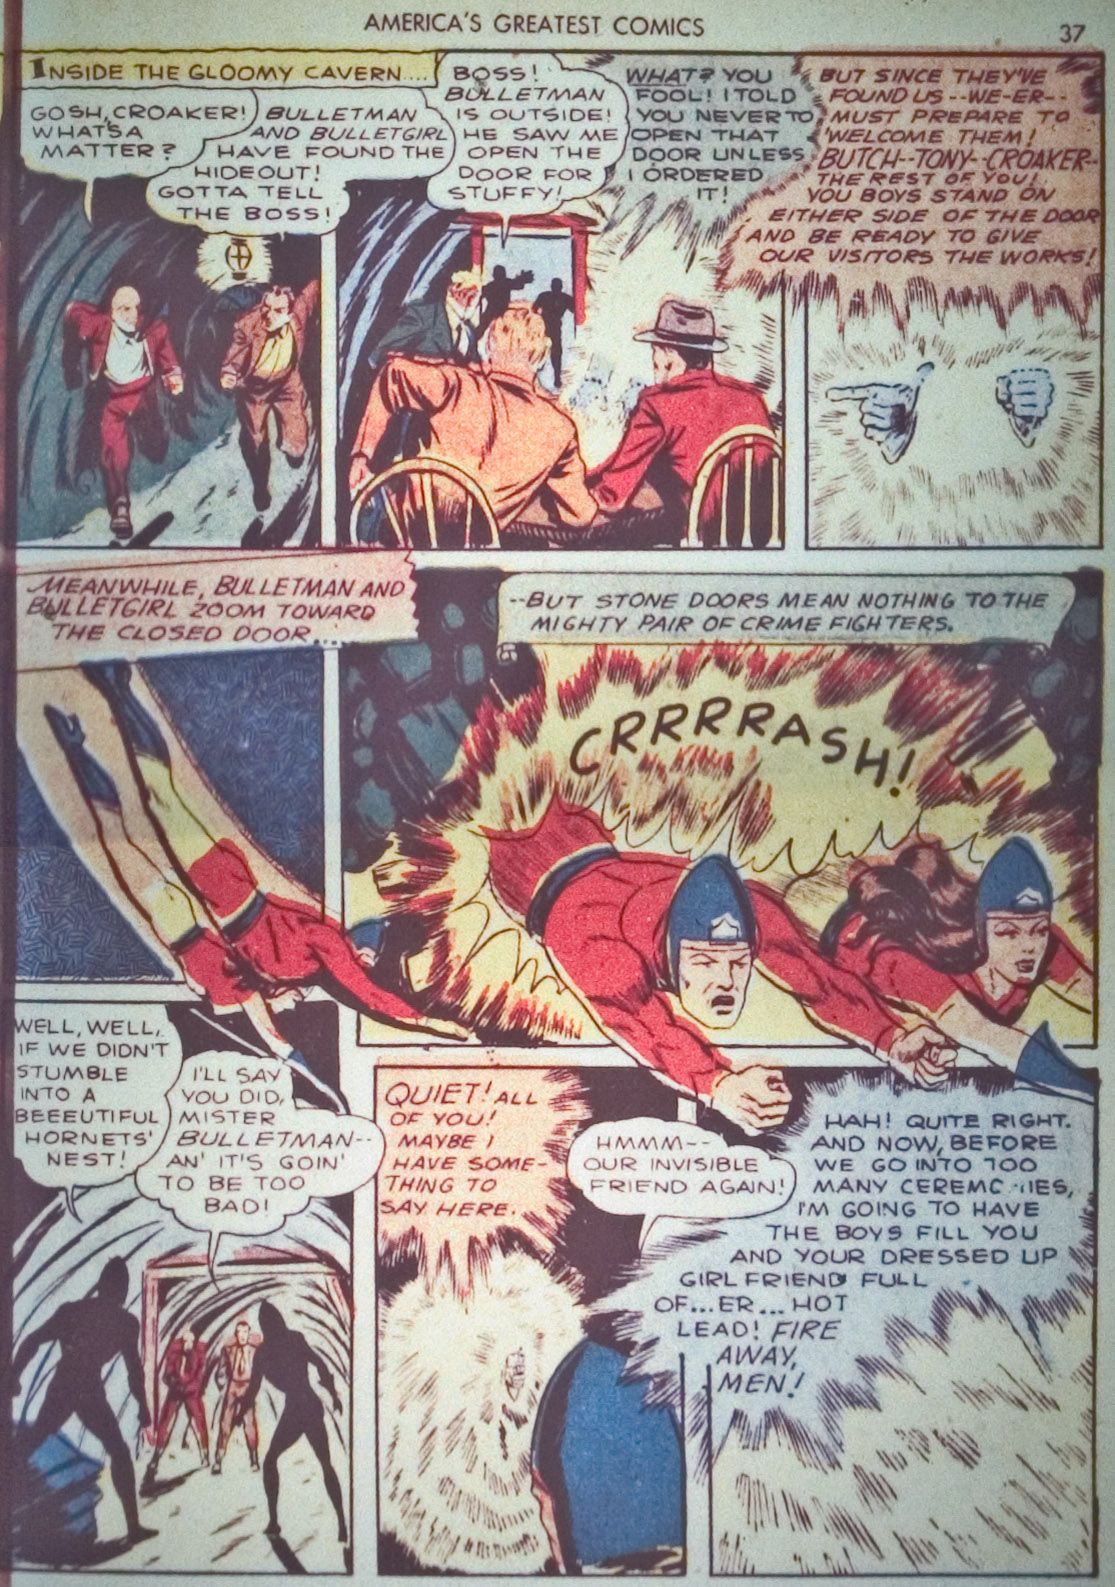 AMERICA'S GREATEST COMICS
37
INSIDE THE GLOOMY CAVERN....
GOSH, CROAKER!
WHAT'S A
MATTER?
BULLETMAN
AND BULLETGIRL
HAVE FOUND THE
HIDEOUT!
GOTTA TELL
THE BOSS!
BOSS!
BULLETMAN
IS OUTSIDE!
HE SAW ME
OPEN THE
DOOR FOR
STUFFY!
WHAT? YOU
FOOL! I TOLD
YOU NEVER TO
OPEN THAT
DOOR UNLESS
I ORDERED
IT!
BUT SINCE THEY'VE
FOUND US--WE-ER--
MUST PREPARE TO
WELCOME THEM!
BUTCH--TONY--CROAKER--
THE REST OF YOU!
YOU BOYS STAND ON
EITHER SIDE OF THE DOOR
AND BE READY TO GIVE
OUR VISITORS THE WORKS!
MEANWHILE, BULLETMAN AND
BULLETGIRL ZOOM TOWARD
THE CLOSED DOOR...
--BUT STONE DOORS MEAN NOTHING TO THE
MIGHTY PAIR OF CRIME FIGHTERS.
CRRRRRASH!
WELL, WELL,
IF WE DIDN'T
STUMBLE
INTO A
BEEEUTIFUL
HORNETS'
NEST!
I'LL SAY
YOU DID,
MISTER
BULLETMAN--
AN' IT'S GOIN'
TO BE TOO
BAD!
QUIET! ALL
OF YOU!
MAYBE I
HAVE SOME-
THING TO
SAY HERE.
HMMM--
OUR INVISIBLE
FRIEND AGAIN!
HAH! QUITE RIGHT.
AND NOW, BEFORE
WE GO INTO TOO
MANY CEREMONIES,
I'M GOING TO HAVE
THE BOYS FILL YOU
AND YOUR DRESSED UP
GIRL FRIEND FULL
OF...ER...HOT
LEAD! FIRE
AWAY,
MEN!